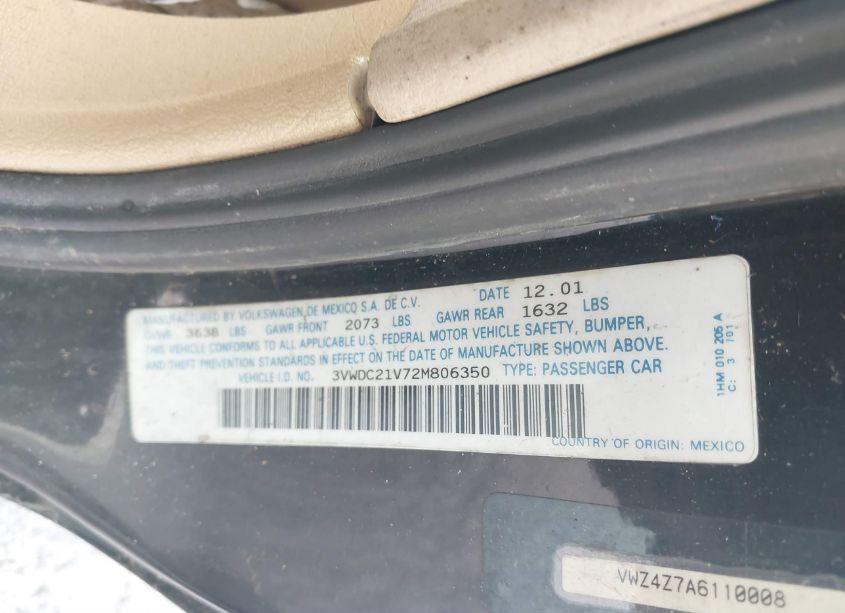 MANUFACTURED BY VOLKSWAGEN DE MEXICO S.A. DE C.V. DATE 12.01
GVWR 3638 LBS GAWR FRONT 2073 LBS GAWR REAR 1632 LBS
THIS VEHICLE CONFORMS TO ALL APPLICABLE U.S. FEDERAL MOTOR VEHICLE SAFETY, BUMPER,
AND THEFT PREVENTION STANDARDS IN EFFECT ON THE DATE OF MANUFACTURE SHOWN ABOVE.
VEHICLE I.D. NO. 3VWDC21V72M806350 TYPE: PASSENGER CAR
COUNTRY OF ORIGIN: MEXICO
1HM 010 205 A
C: 3 /01
VWZ4Z7A6110008